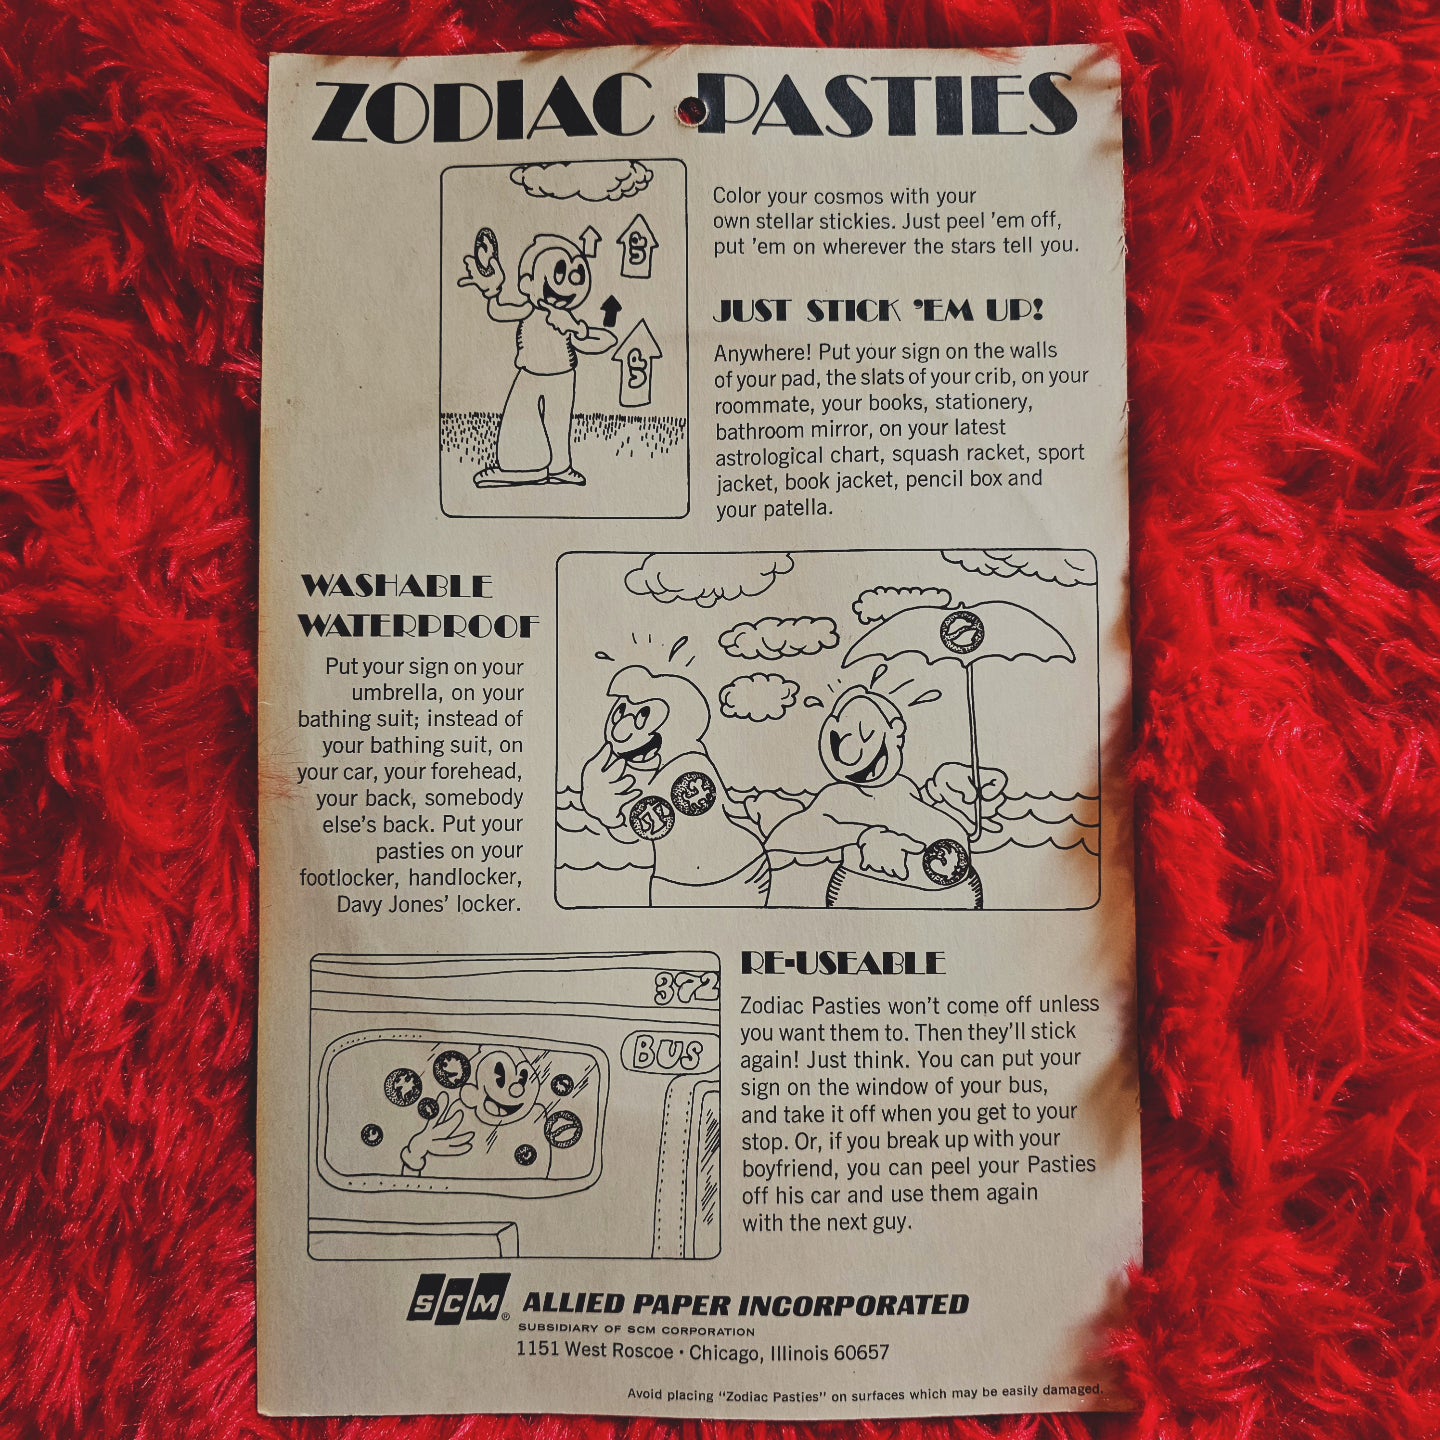 ZODIAC PASTIES
UP
UP
Color your cosmos with your
own stellar stickies. Just peel 'em off,
put 'em on wherever the stars tell you.
JUST STICK 'EM UP!
Anywhere! Put your sign on the walls
of your pad, the slats of your crib, on your
roommate, your books, stationery,
bathroom mirror, on your latest
astrological chart, squash racket, sport
jacket, book jacket, pencil box and
your patella.
WASHABLE
WATERPROOF
Put your sign on your
umbrella, on your
bathing suit; instead of
your bathing suit, on
your car, your forehead,
your back, somebody
else's back. Put your
pasties on your
footlocker, handlocker,
Davy Jones' locker.
372
BUS
RE-USEABLE
Zodiac Pasties won't come off unless
you want them to. Then they'll stick
again! Just think. You can put your
sign on the window of your bus,
and take it off when you get to your
stop. Or, if you break up with your
boyfriend, you can peel your Pasties
off his car and use them again
with the next guy.
SCM® ALLIED PAPER INCORPORATED
SUBSIDIARY OF SCM CORPORATION
1151 West Roscoe • Chicago, Illinois 60657
Avoid placing "Zodiac Pasties" on surfaces which may be easily damaged.